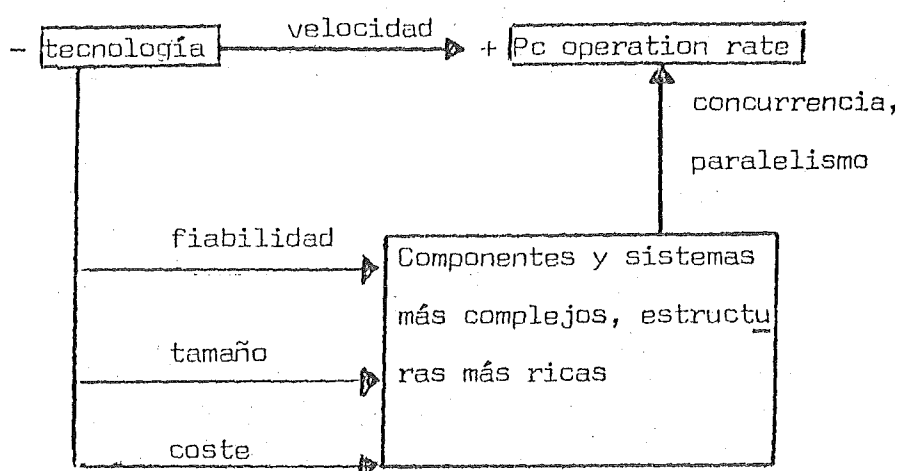 velocidad
- tecnología + Pc operation rate
concurrencia,
paralelismo
fiabilidad
Componentes y sistemas
más complejos, estructu
tamaño
ras más ricas
coste